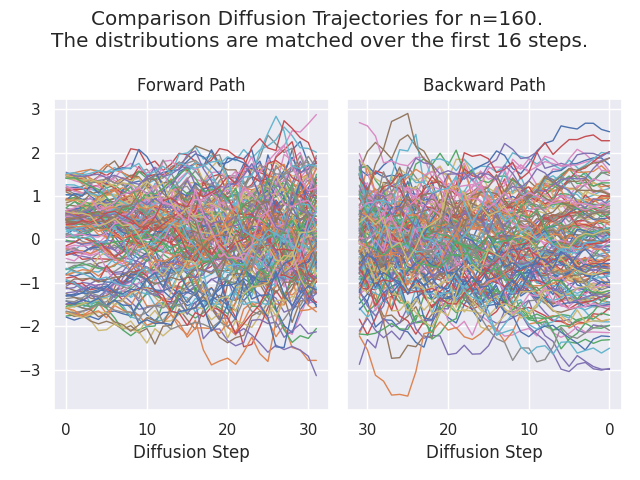 Comparison Diffusion Trajectories for n=160.
The distributions are matched over the first 16 steps.
Forward Path
Backward Path
3
2
1
0
−1
−2
−3
0 10 20 30
30 20 10 0
Diffusion Step
Diffusion Step